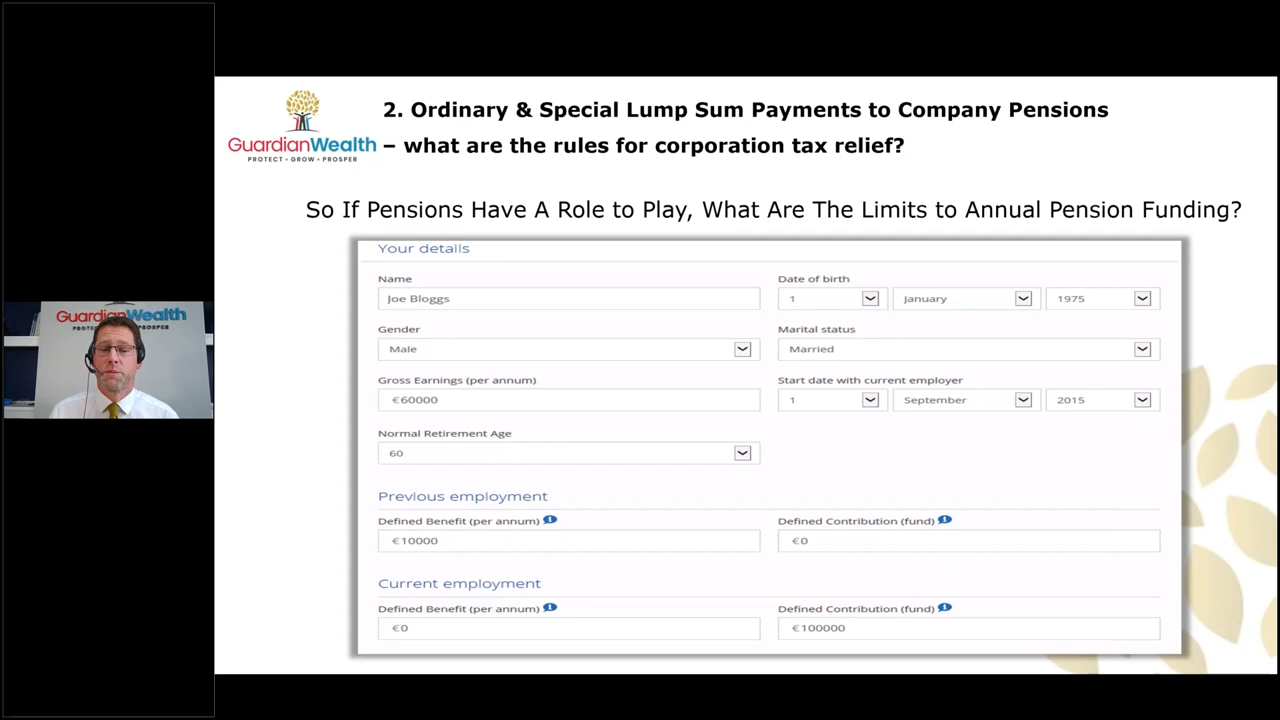 GuardianWealth
PROTECT • GROW • PROSPER
2. Ordinary & Special Lump Sum Payments to Company Pensions
– what are the rules for corporation tax relief?
So If Pensions Have A Role to Play, What Are The Limits to Annual Pension Funding?
Your details
Name
Date of birth
Joe Bloggs
1 January 1975
Gender
Marital status
Male
Married
Gross Earnings (per annum)
Start date with current employer
€60000
1 September 2015
Normal Retirement Age
60
Previous employment
Defined Benefit (per annum)
Defined Contribution (fund)
€10000
€0
Current employment
Defined Benefit (per annum)
Defined Contribution (fund)
€0
€100000
GuardianWealth